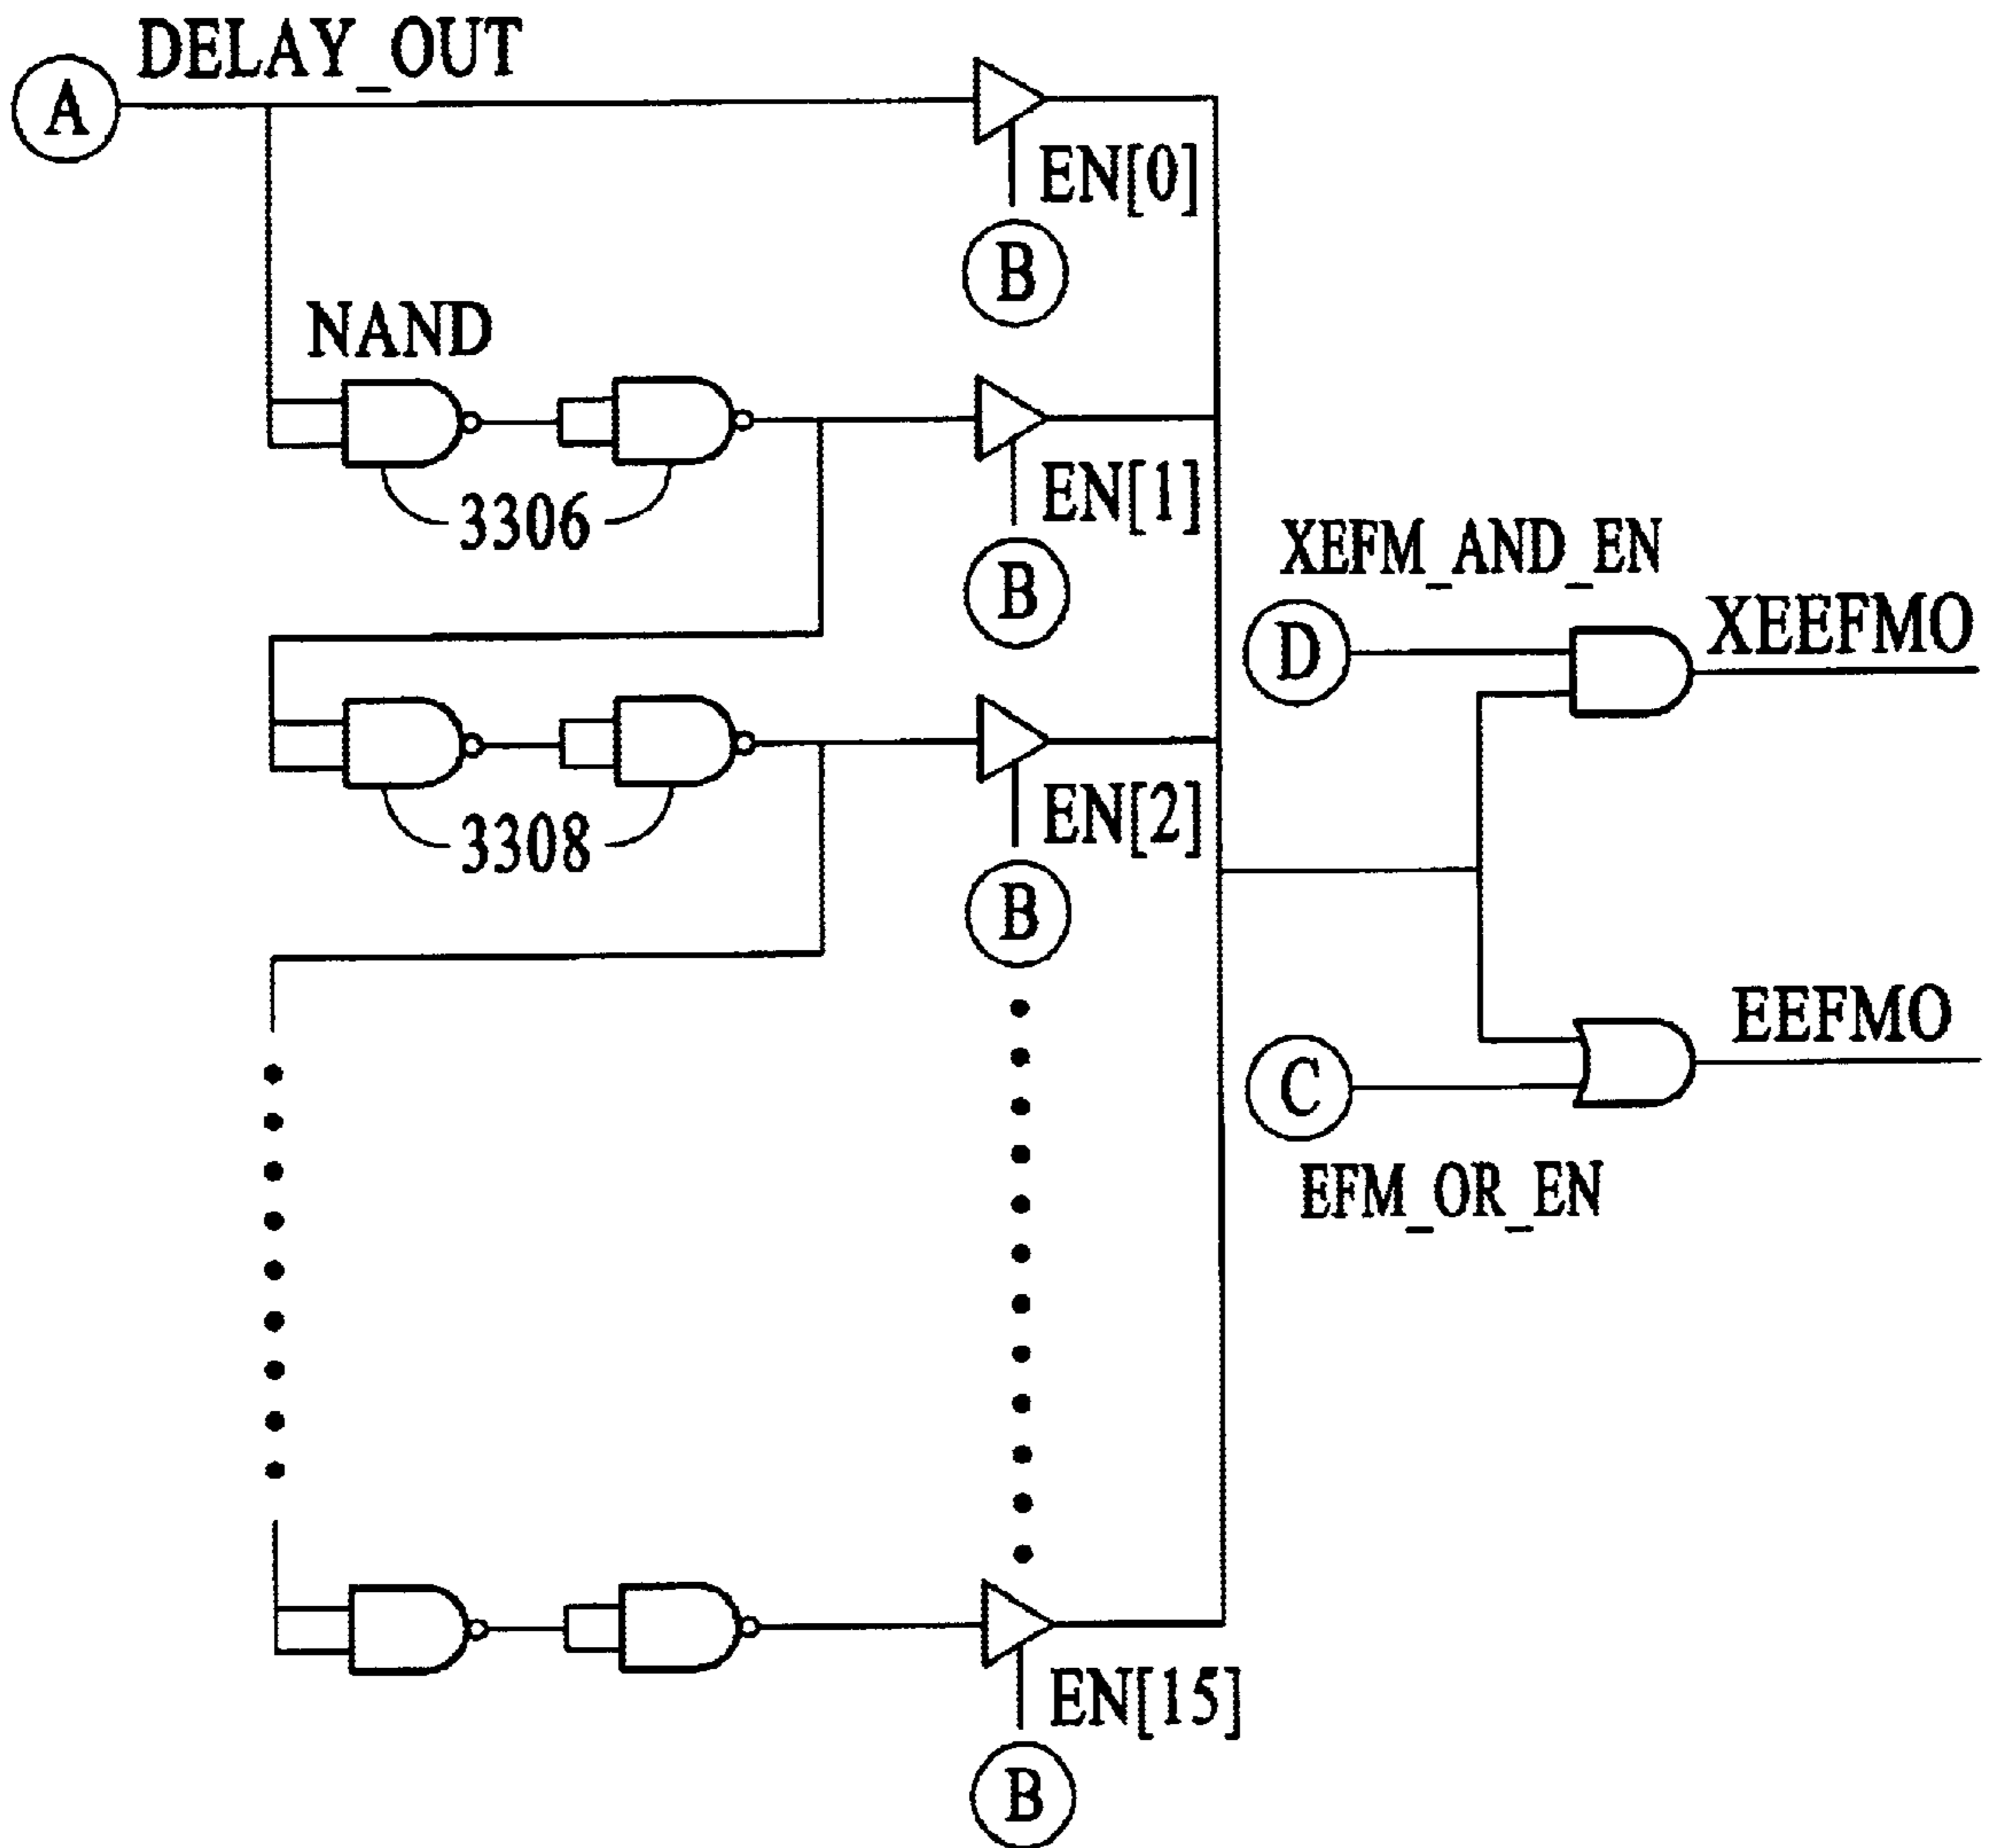 DELAY_OUT
A
EN[0]
B
NAND
3306
EN[1]
B
XEFM_AND_EN
D
XEEFMO
3308
EN[2]
B
EEFMO
C
EFM_OR_EN
EN[15]
B